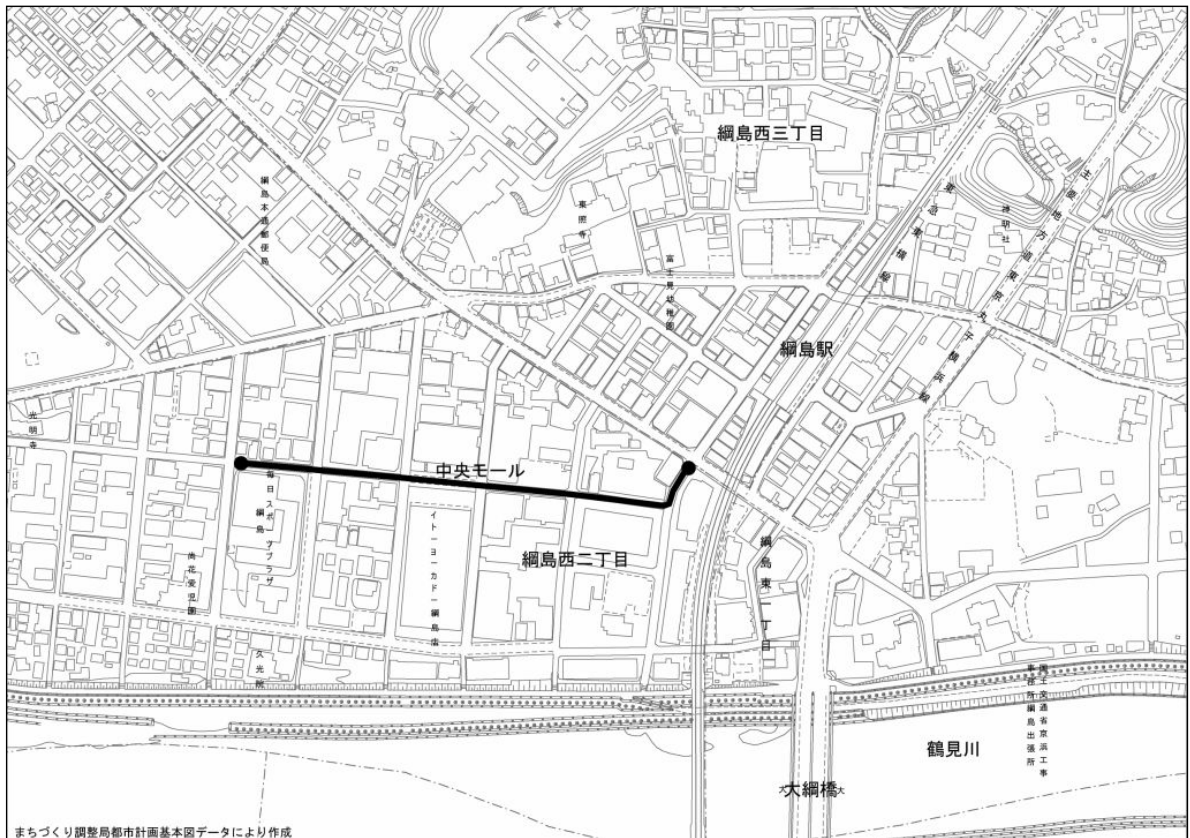 綱島西三丁目
綱島本通郵便局
東照寺
富士見幼稚園
神明社
東急東横線
主要地方道東京丸子横浜線
綱島駅
光明寺
中央モール
毎日スポーツプラザ
綱島
イトーヨーカドー綱島店
綱島西二丁目
綱島東一丁目
尚花愛児園
久光院
国土交通省京浜工事
事務所綱島出張所
鶴見川
大綱橋
まちづくり調整局都市計画基本図データにより作成